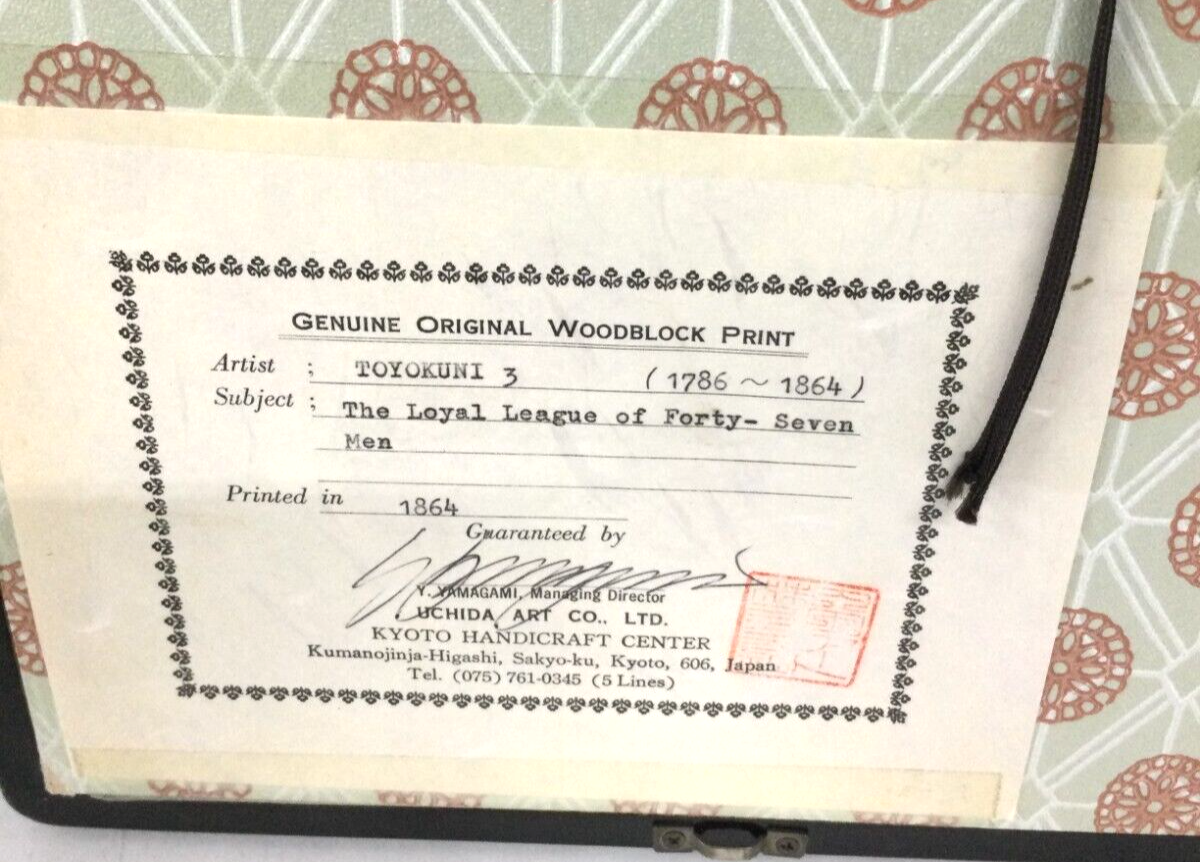 GENUINE ORIGINAL WOODBLOCK PRINT
Artist ; TOYOKUNI 3 (1786 ~ 1864)
Subject ; The Loyal League of Forty- Seven
Men
Printed in 1864
Guaranteed by
Y. YAMAGAMI, Managing Director
UCHIDA ART CO., LTD.
KYOTO HANDICRAFT CENTER
Kumanojinja-Higashi, Sakyo-ku, Kyoto, 606, Japan
Tel. (075) 761-0345 (5 Lines)